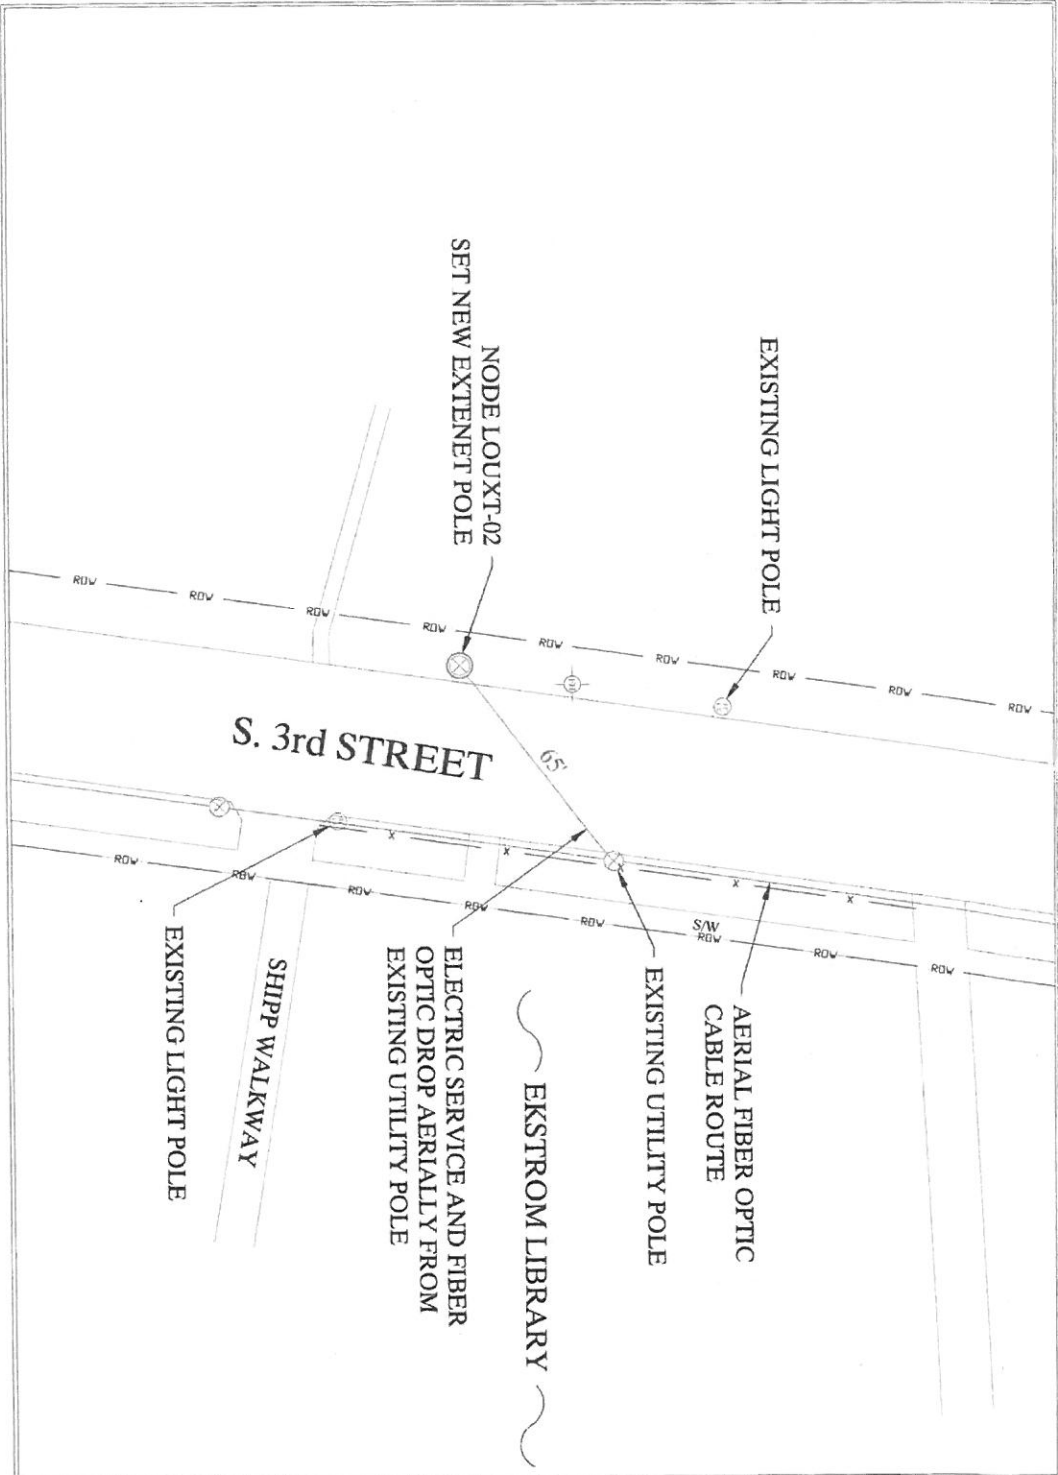 EXISTING LIGHT POLE
NODE LOUXT-02
SET NEW EXTENET POLE
ROW
ROW
ROW
ROW
ROW
ROW
ROW
ROW
ROW
S. 3rd STREET
65'
X
X
X
X
X
ROW
ROW
ROW
ROW
ROW
S/W
ROW
ROW
ROW
AERIAL FIBER OPTIC
CABLE ROUTE
EXISTING UTILITY POLE
EKSTROM LIBRARY
ELECTRIC SERVICE AND FIBER
OPTIC DROP AERIALLY FROM
EXISTING UTILITY POLE
SHIPP WALKWAY
EXISTING LIGHT POLE